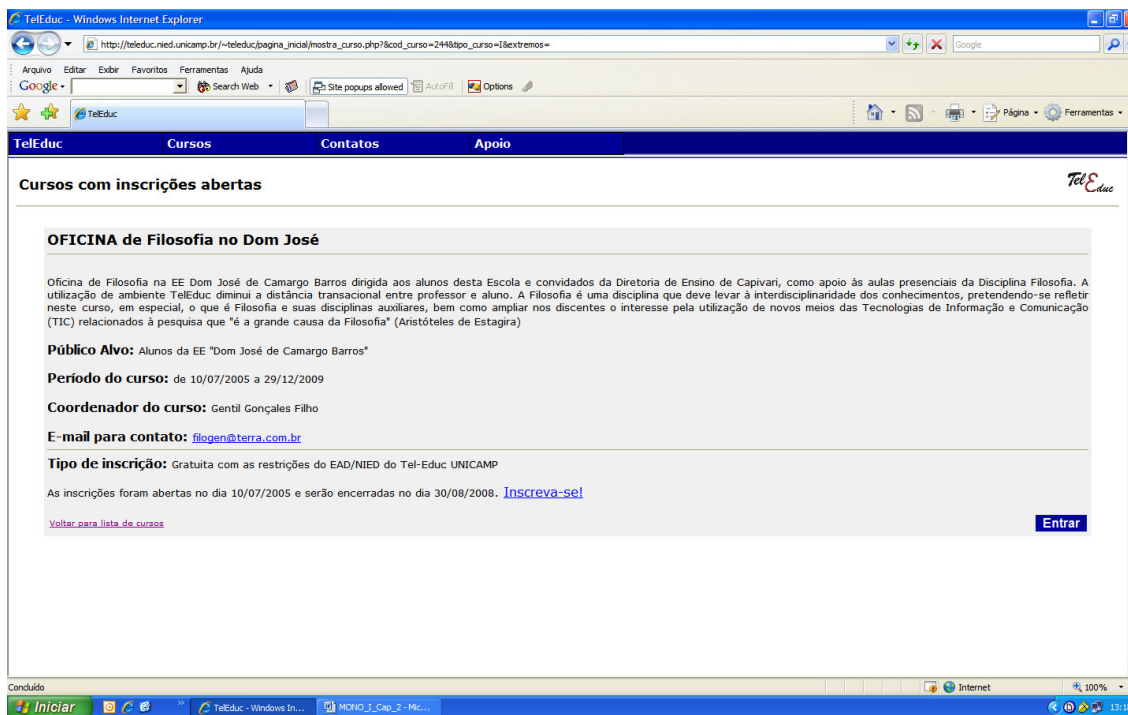 TelEduc - Windows Internet Explorer
http://teleduc.nied.unicamp.br/~teleduc/pagina_inicial/mostra_curso.php?&cod_curso=244&tipo_curso=I&extremos=
Google
Arquivo Editar Exibir Favoritos Ferramentas Ajuda
Google Search Web Site popups allowed AutoFill Options
TelEduc Página Ferramentas
TelEduc Cursos Contatos Apoio
Cursos com inscrições abertas
TelEduc
OFICINA de Filosofia no Dom José
Oficina de Filosofia na EE Dom José de Camargo Barros dirigida aos alunos desta Escola e convidados da Diretoria de Ensino de Capivari, como apoio às aulas presenciais da Disciplina Filosofia. A
utilização de ambiente TelEduc diminui a distância transacional entre professor e aluno. A Filosofia é uma disciplina que deve levar à interdisciplinaridade dos conhecimentos, pretendendo-se refletir
neste curso, em especial, o que é Filosofia e suas disciplinas auxiliares, bem como ampliar nos discentes o interesse pela utilização de novos meios das Tecnologias de Informação e Comunicação
(TIC) relacionados à pesquisa que "é a grande causa da Filosofia" (Aristóteles de Estagira)
Público Alvo: Alunos da EE "Dom José de Camargo Barros"
Período do curso: de 10/07/2005 a 29/12/2009
Coordenador do curso: Gentil Gonçales Filho
E-mail para contato: filogen@terra.com.br
Tipo de inscrição: Gratuita com as restrições do EAD/NIED do Tel-Educ UNICAMP
As inscrições foram abertas no dia 10/07/2005 e serão encerradas no dia 30/08/2008. Inscreva-se!
Voltar para lista de cursos Entrar
Concluído Internet 100%
Iniciar TelEduc - Windows In... MONO_I_Cap_2 - Mic...